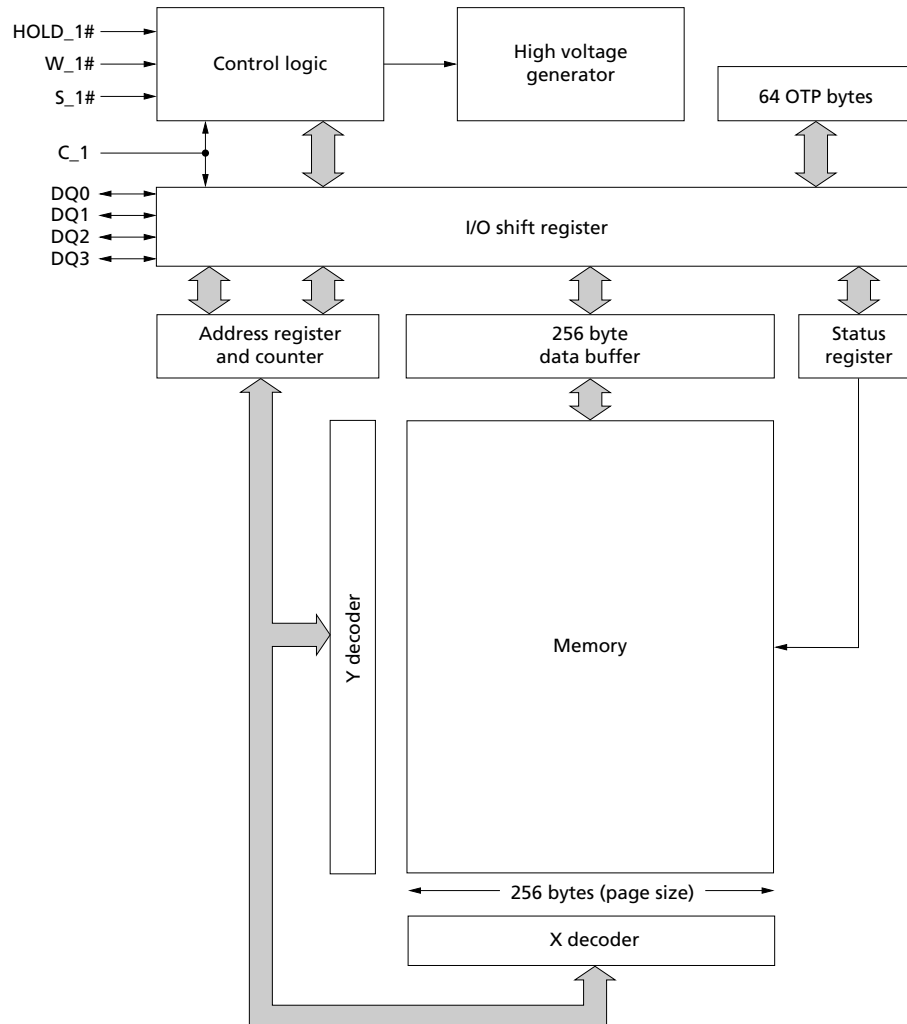 HOLD_1#
W_1#
S_1#
C_1
Control logic
High voltage
generator
64 OTP bytes
DQ0
DQ1
DQ2
DQ3
I/O shift register
Address register
and counter
256 byte
data buffer
Status
register
Y decoder
Memory
256 bytes (page size)
X decoder